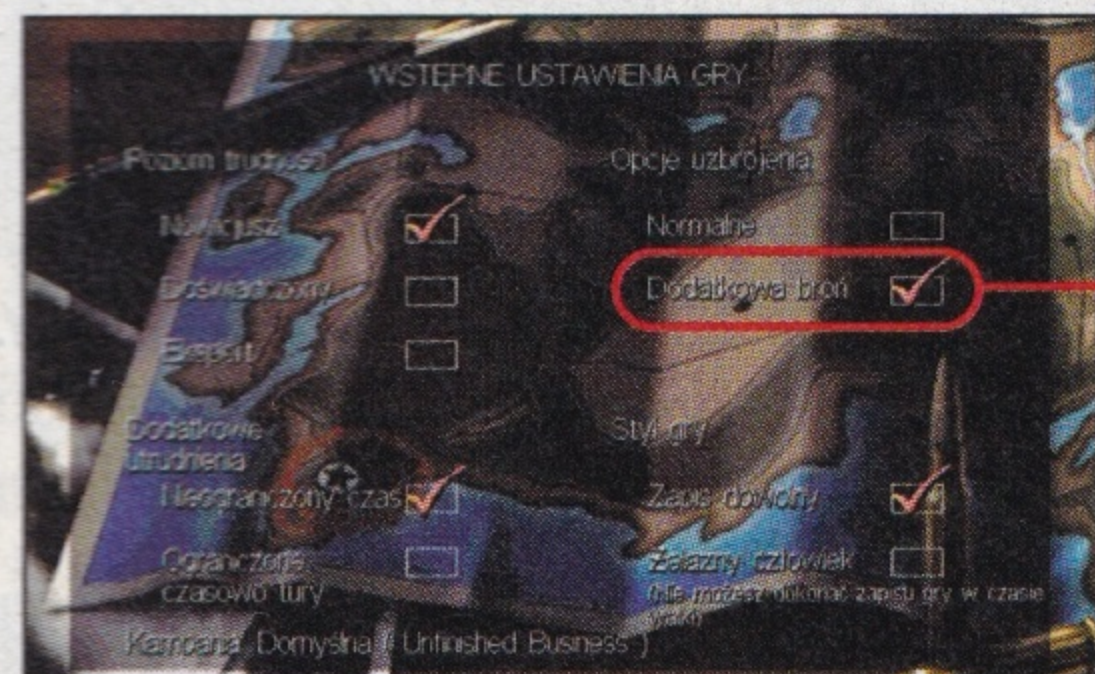 WSTĘPNE USTAWIENIA GRY
Poziom trudności
Nowicjusz
Doświadczony
Ekspert
Dodatkowe
utrudnienia
Nieograniczony czas
Ograniczone
czasowo tury
Opcje uzbrojenia
Normalne
Dodatkowa broń
Styl gry
Zapis dowolny
Żelazny człowiek
(Nie możesz dokonać zapisu gry w czasie
walki)
Kampania: Domyślna ( Unfinished Business )